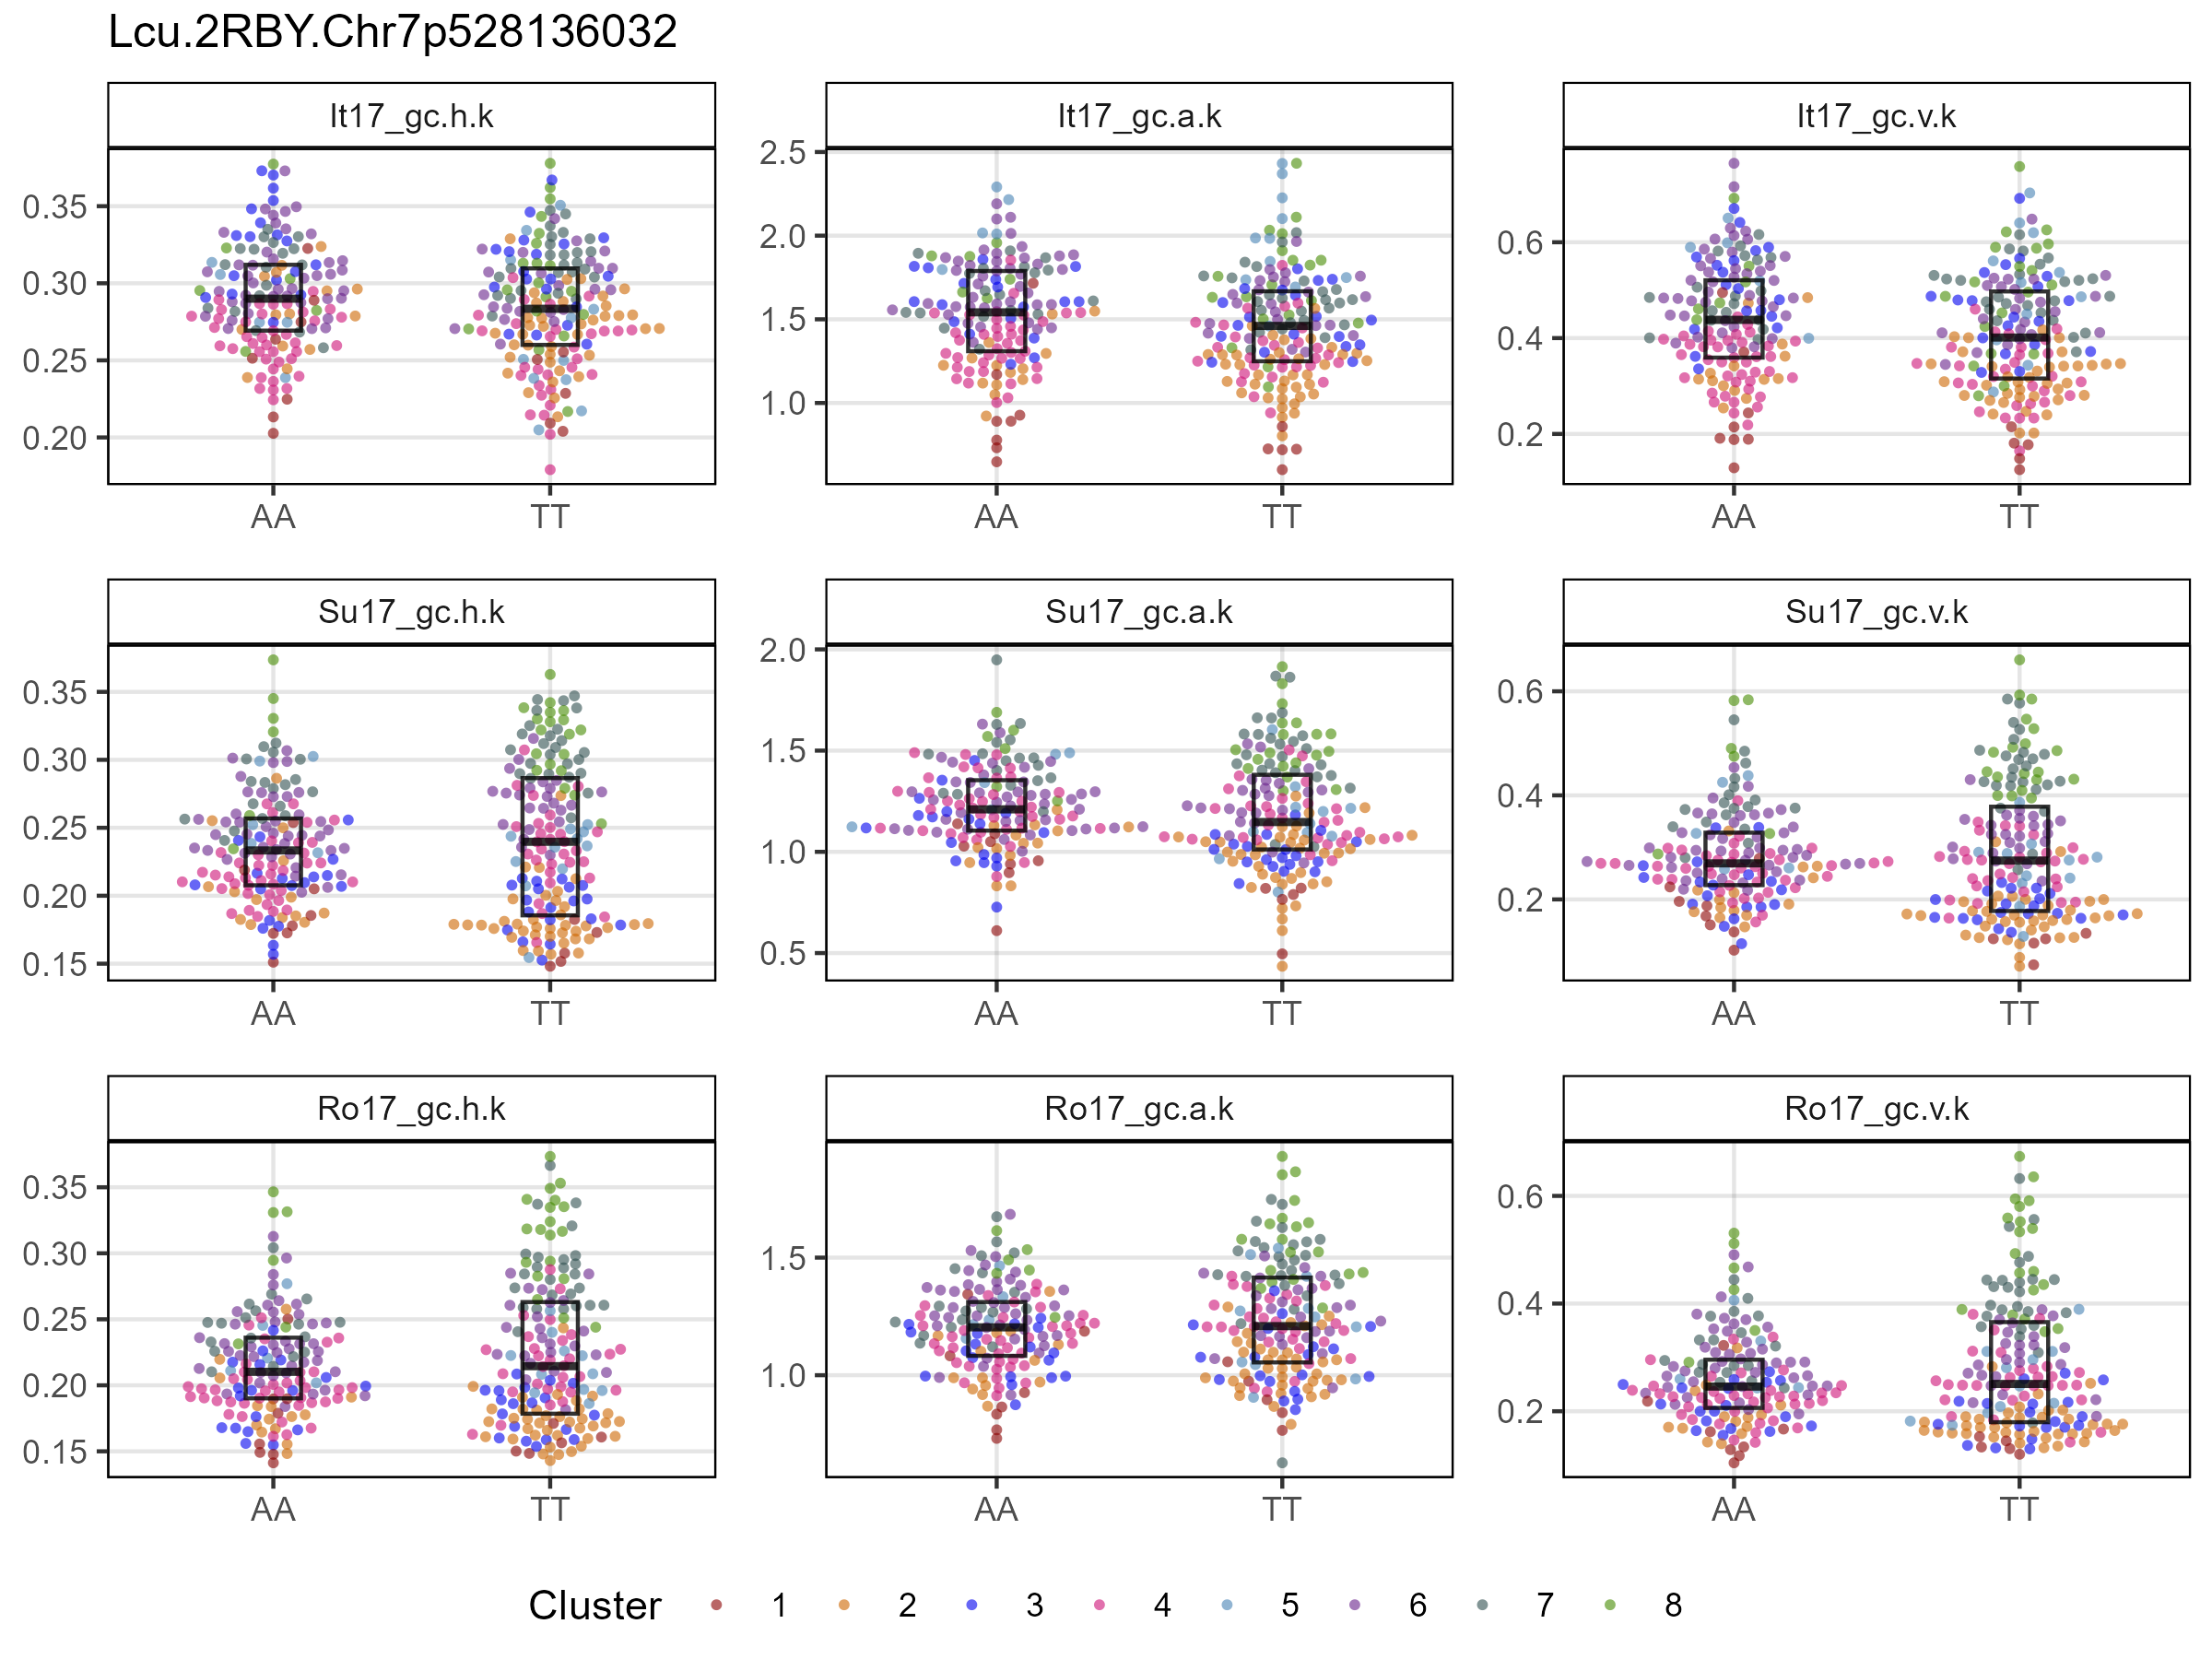 Lcu.2RBY.Chr7p528136032
It17_gc.h.k
It17_gc.a.k
It17_gc.v.k
0.35
0.30
0.25
0.20
2.5
2.0
1.5
1.0
0.6
0.4
0.2
AA TT
AA TT
AA TT
Su17_gc.h.k
Su17_gc.a.k
Su17_gc.v.k
0.35
0.30
0.25
0.20
0.15
2.0
1.5
1.0
0.5
0.6
0.4
0.2
AA TT
AA TT
AA TT
Ro17_gc.h.k
Ro17_gc.a.k
Ro17_gc.v.k
0.35
0.30
0.25
0.20
0.15
1.5
1.0
0.6
0.4
0.2
AA TT
AA TT
AA TT
Cluster 1 2 3 4 5 6 7 8